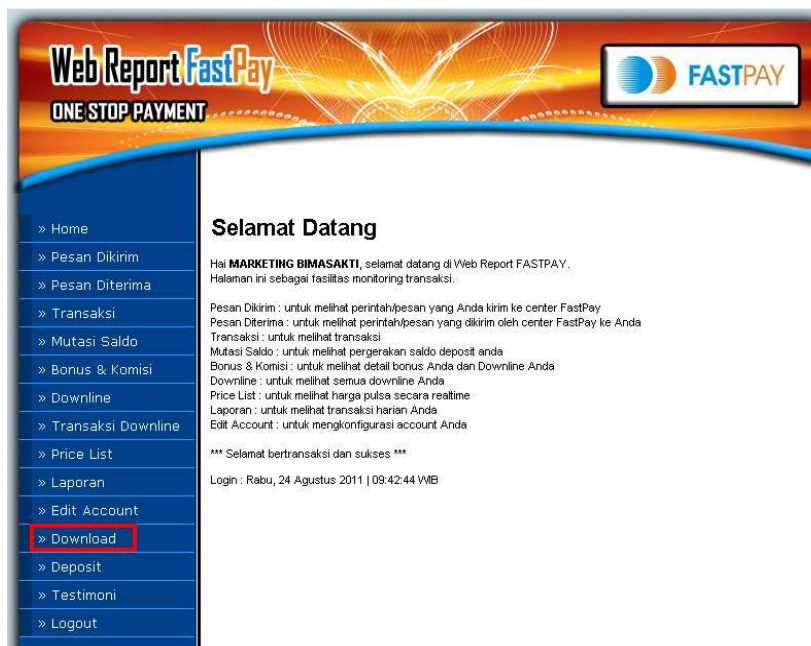 Web Report FastPay
ONE STOP PAYMENT
FASTPAY
» Home
» Pesan Dikirim
» Pesan Diterima
» Transaksi
» Mutasi Saldo
» Bonus & Komisi
» Downline
» Transaksi Downline
» Price List
» Laporan
» Edit Account
» Download
» Deposit
» Testimoni
» Logout
Selamat Datang
Hai MARKETING BIMASAKTI, selamat datang di Web Report FASTPAY.
Halaman ini sebagai fasilitas monitoring transaksi.
Pesan Dikirim : untuk melihat perintah/pesan yang Anda kirim ke center FastPay
Pesan Diterima : untuk melihat perintah/pesan yang dikirim oleh center FastPay ke Anda
Transaksi : untuk melihat transaksi
Mutasi Saldo : untuk melihat pergerakan saldo deposit anda
Bonus & Komisi : untuk melihat detail bonus Anda dan Downline Anda
Downline : untuk melihat semua downline Anda
Price List : untuk melihat harga pulsa secara realtime
Laporan : untuk melihat transaksi harian Anda
Edit Account : untuk mengkonfigurasi account Anda
*** Selamat bertransaksi dan sukses ***
Login : Rabu, 24 Agustus 2011 | 09:42:44 WIB